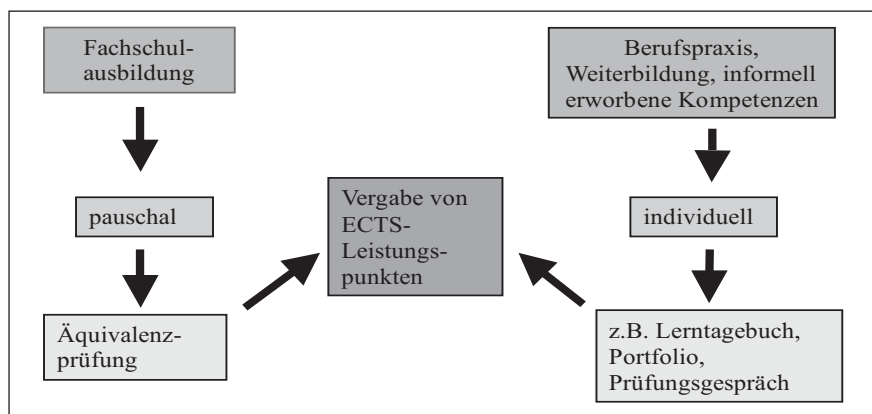 Fachschul-
ausbildung
pauschal
Äquivalenz-
prüfung
Vergabe von
ECTS-
Leistungs-
punkten
Berufspraxis,
Weiterbildung, informell
erworbene Kompetenzen
individuell
z.B. Lerntagebuch,
Portfolio,
Prüfungsgespräch